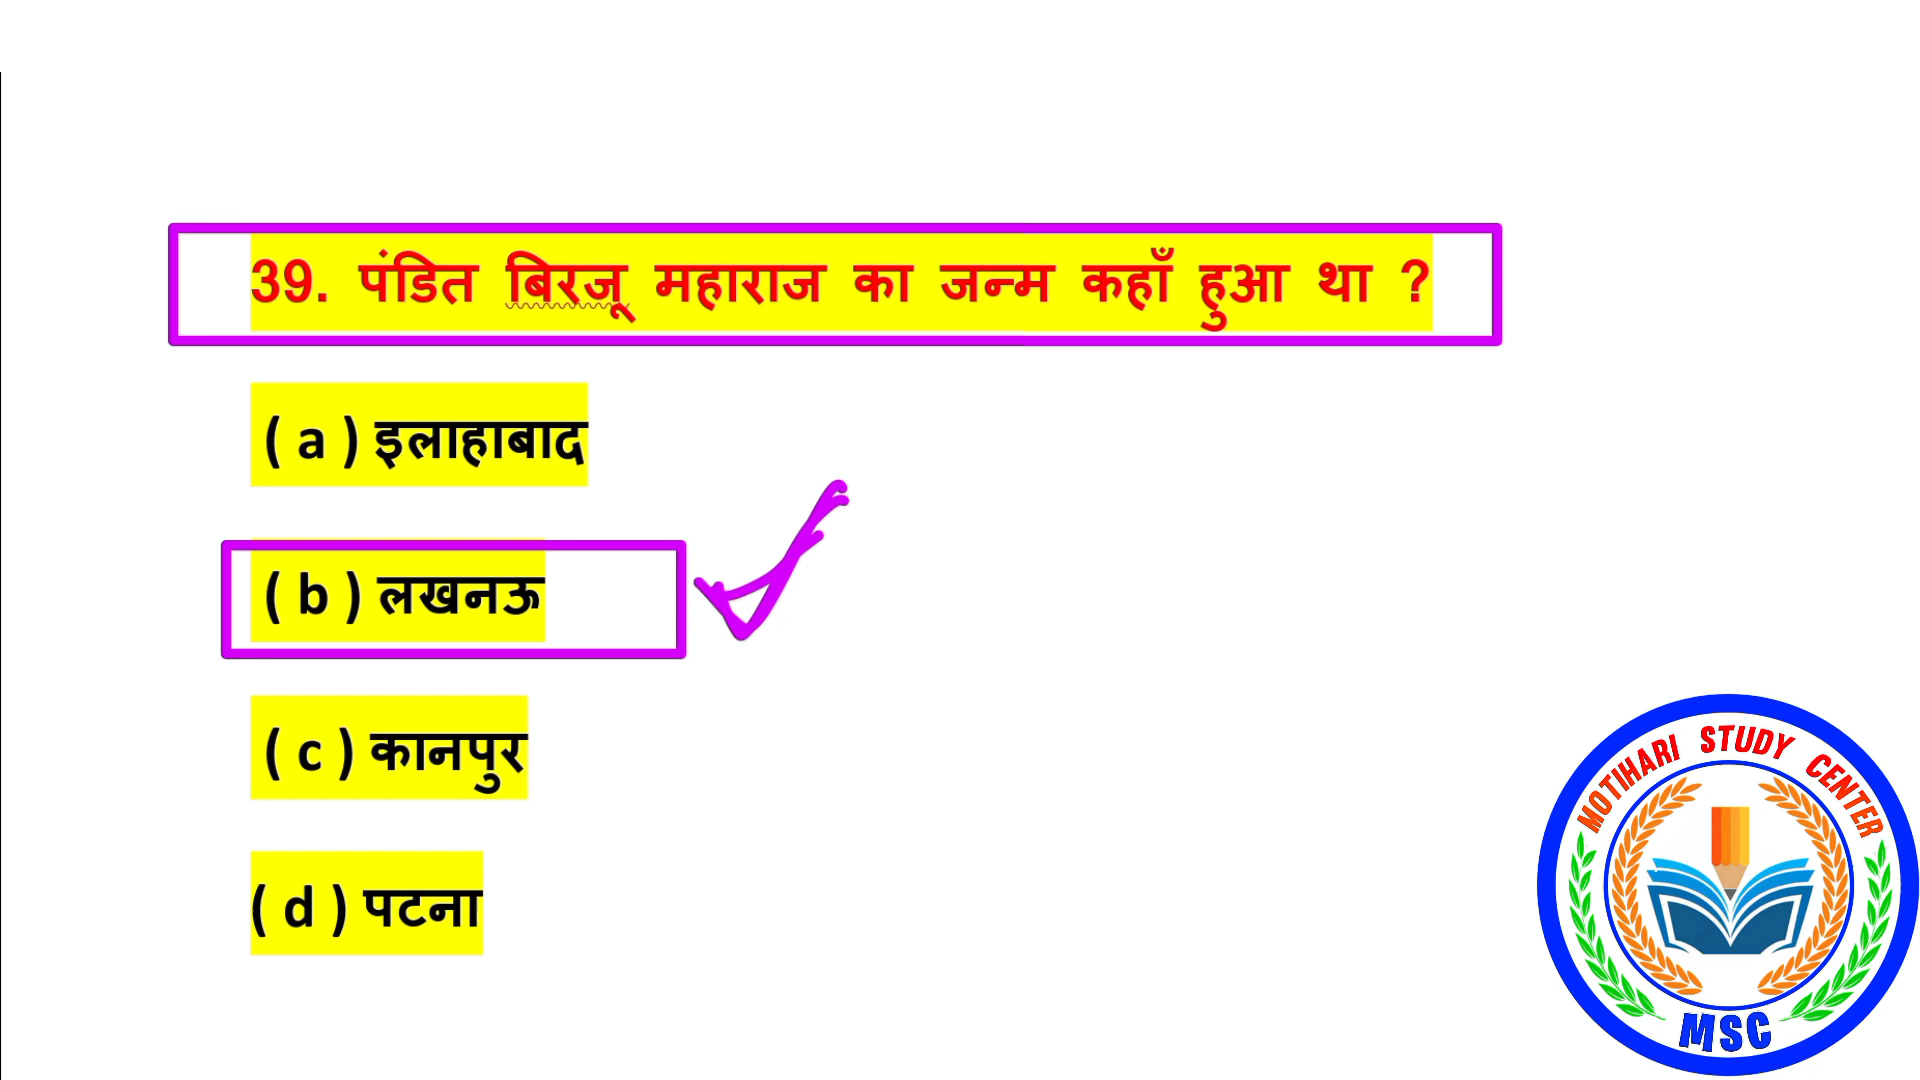 39. पंडित बिरजू महाराज का जन्म कहाँ हुआ था ?
( a ) इलाहाबाद
( b ) लखनऊ
( c ) कानपुर
( d ) पटना
MOTIHARI STUDY CENTER
MSC